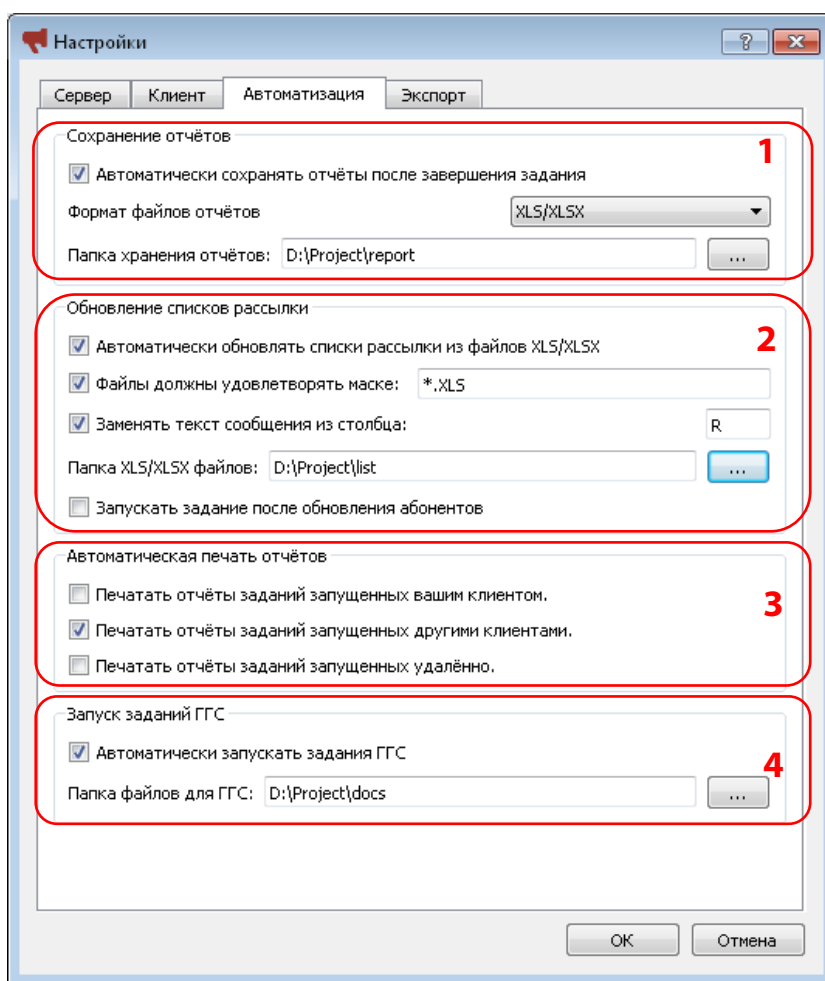 Настройки
?
Сервер Клиент Автоматизация Экспорт
Сохранение отчётов
1
Автоматически сохранять отчёты после завершения задания
Формат файлов отчётов XLS/XLSX
Папка хранения отчётов: D:\Project\report ...
Обновление списков рассылки
2
Автоматически обновлять списки рассылки из файлов XLS/XLSX
Файлы должны удовлетворять маске: *.XLS
Заменять текст сообщения из столбца: R
Папка XLS/XLSX файлов: D:\Project\list ...
Запускать задание после обновления абонентов
Автоматическая печать отчётов
Печатать отчёты заданий запущенных вашим клиентом.
3
Печатать отчёты заданий запущенных другими клиентами.
Печатать отчёты заданий запущенных удалённо.
Запуск заданий ГГС
Автоматически запускать задания ГГС
4
Папка файлов для ГГС: D:\Project\docs ...
OK Отмена